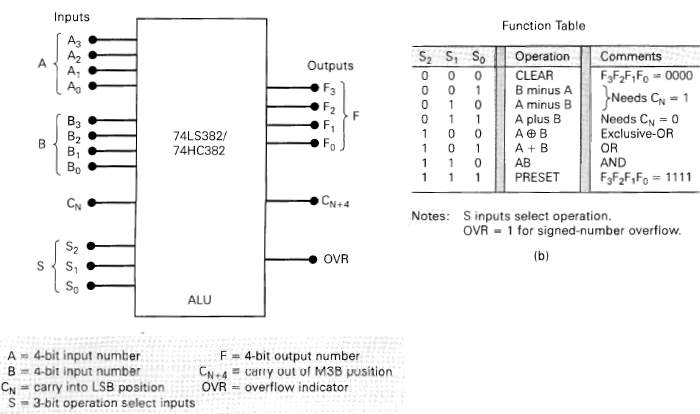 Inputs
A
A3
A2
A1
A0
B
B3
B2
B1
B0
CN
S
S2
S1
S0
74LS382/
74HC382
ALU
Outputs
F3
F2
F1
F0
F
CN+4
OVR
Function Table
S2 S1 S0 Operation Comments
0 0 0 CLEAR F3F2F1F0 = 0000
0 0 1 B minus A
0 1 0 A minus B
Needs CN = 1
0 1 1 A plus B Needs CN = 0
1 0 0 A ⊕ B Exclusive-OR
1 0 1 A + B OR
1 1 0 AB AND
1 1 1 PRESET F3F2F1F0 = 1111
Notes: S inputs select operation.
OVR = 1 for signed-number overflow.
(b)
A = 4-bit input number
B = 4-bit input number
CN = carry into LSB position
S = 3-bit operation select inputs
F = 4-bit output number
CN+4 = carry out of MSB position
OVR = overflow indicator